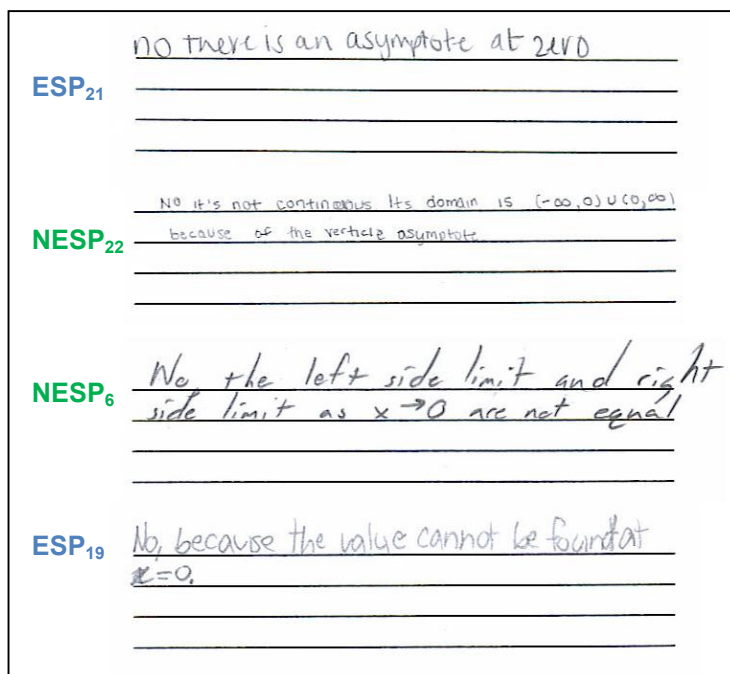 no there is an asymptote at zero
ESP21
No it's not continuous Its domain is (-∞,0)∪(0,∞)
NESP22
because of the verticle asymptote
No, the left side limit and right
NESP6
side limit as x→0 are not equal
ESP19
No, because the value cannot be found at
x=0.